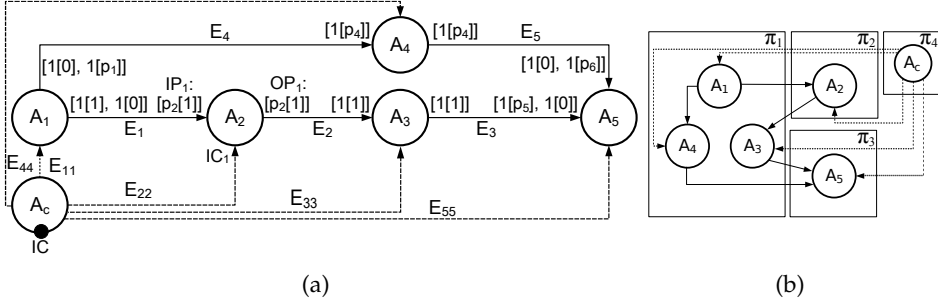 E₄
[1[p₄]]
A₄
[1[p₄]]
E₅
[1[0], 1[p₁]]
IP₁:
OP₁:
[1[0], 1[p₆]]
A₁
[1[1], 1[0]]
[p₂[1]]
A₂
[p₂[1]]
[1[1]]
A₃
[1[1]]
[1[p₅], 1[0]]
A₅
E₁
E₂
E₃
IC₁
E₄₄
E₁₁
A_c
E₂₂
E₃₃
E₅₅
IC
(a)
π₁
π₂
π₄
A_c
A₁
A₂
A₄
A₃
π₃
A₅
(b)